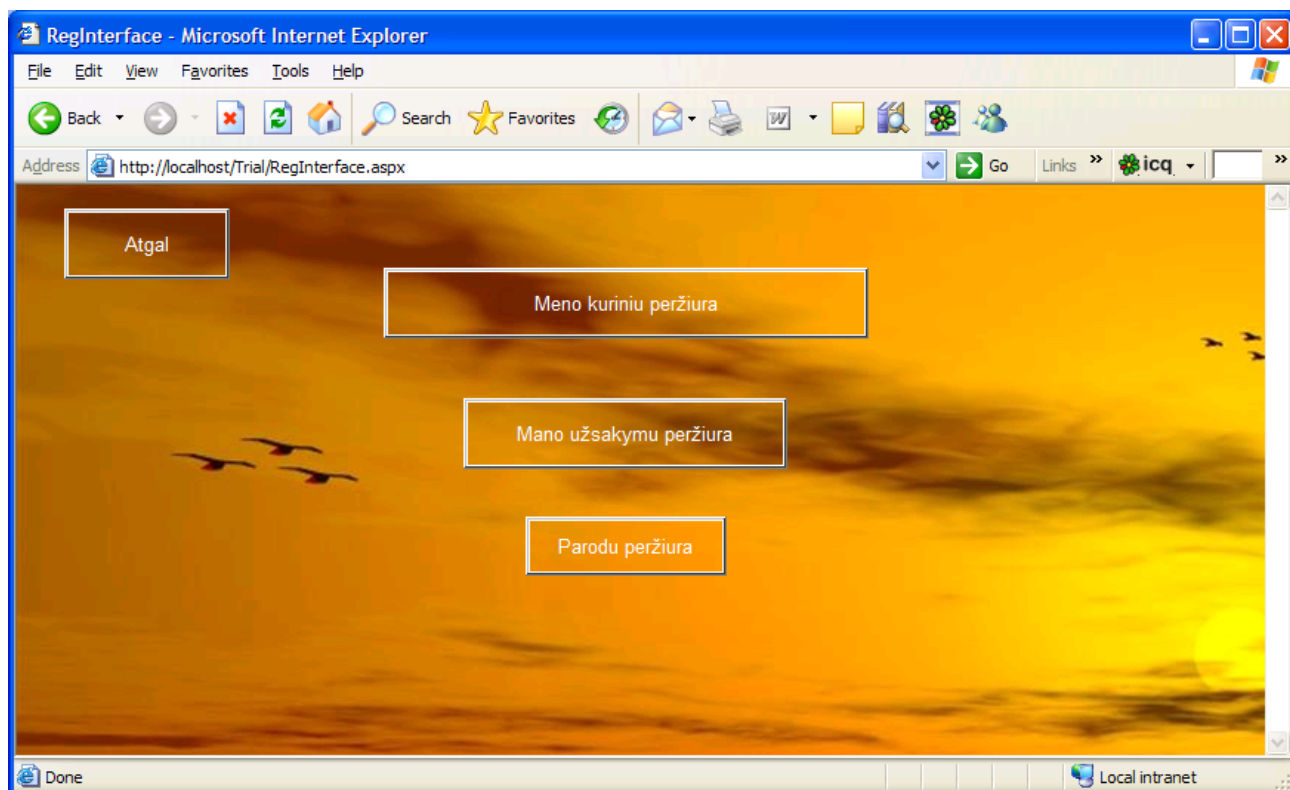 RegInterface - Microsoft Internet Explorer
File Edit View Favorites Tools Help
Back Search Favorites W
Address http://localhost/Trial/RegInterface.aspx Go Links » icq »
Atgal
Meno kuriniu peržiura
Mano užsakymu peržiura
Parodu peržiura
Done Local intranet